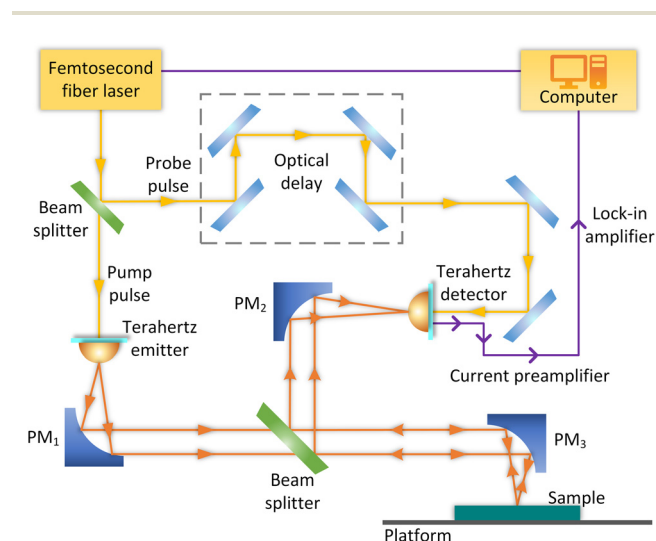 Femtosecond
fiber laser
Computer
Probe
pulse
Optical
delay
Beam
splitter
Lock-in
amplifier
Pump
pulse
Terahertz
detector
PM₂
Terahertz
emitter
Current preamplifier
PM₁
PM₃
Beam
splitter
Sample
Platform